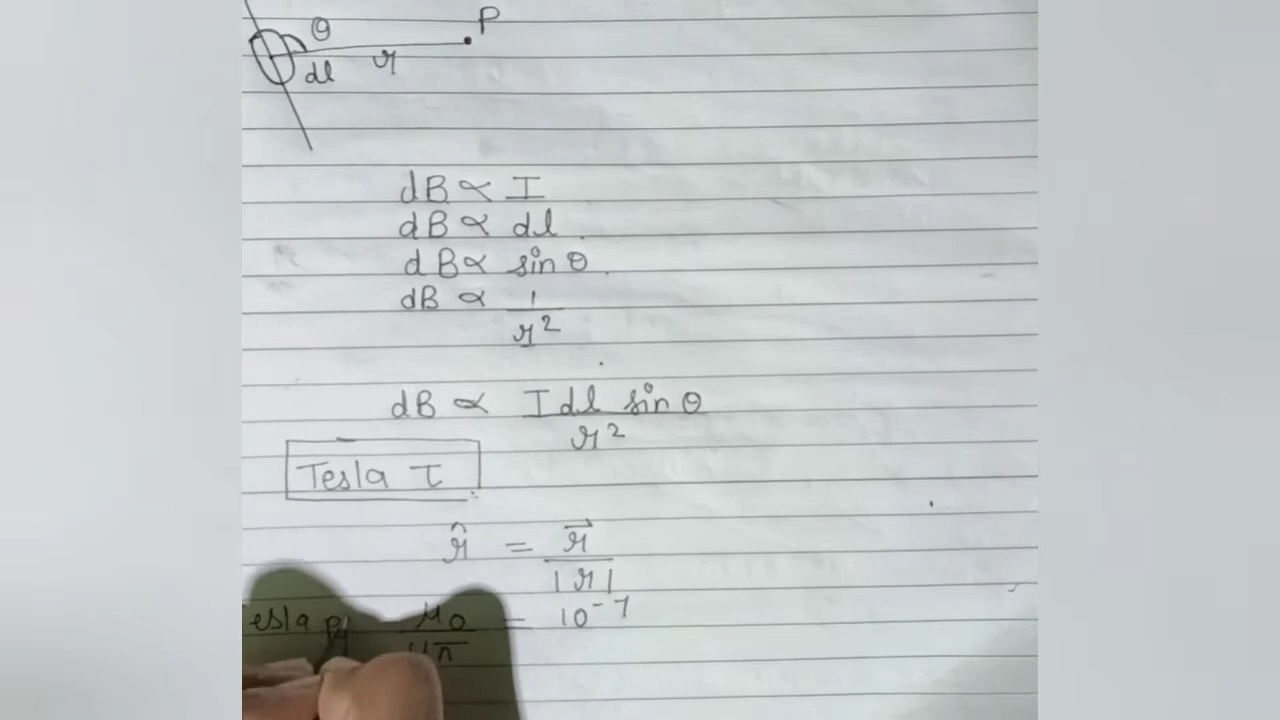 θ P
dl r
dB ∝ I
dB ∝ dl
dB ∝ sin θ
dB ∝ 1/r²
dB ∝ I dl sin θ / r²
Tesla T
r̂ = r⃗ / |r|
μ₀/4π = 10⁻⁷